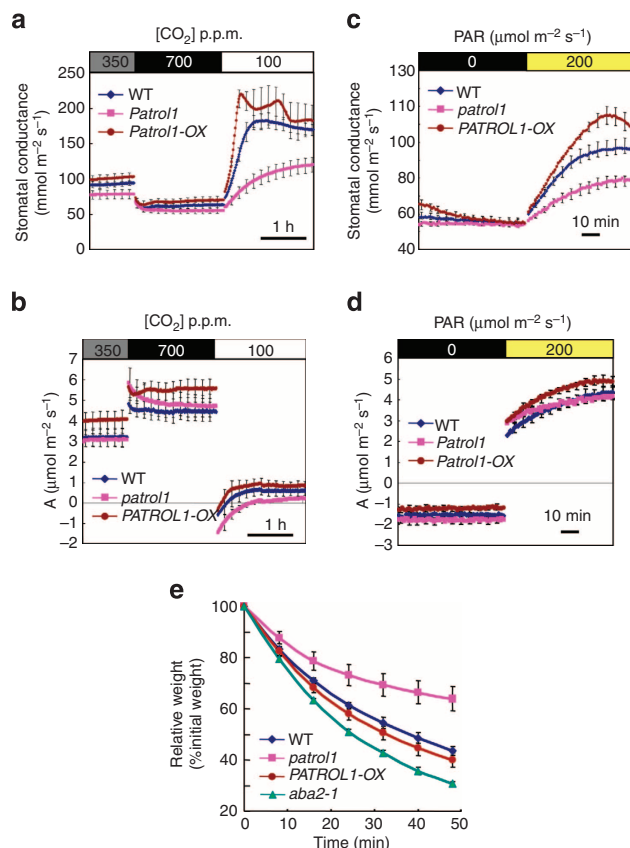 a
[CO2] p.p.m.
350 700 100
Stomatal conductance
(mmol m−2 s−1)
250
200
150
100
50
0
WT
Patrol1
Patrol1-OX
1 h
c
PAR (μmol m−2 s−1)
0 200
Stomatal conductance
(mmol m−2 s−1)
130
110
100
80
60
40
WT
patrol1
PATROL1-OX
10 min
b
[CO2] p.p.m.
350 700 100
A (μmol m−2 s−1)
7
6
5
4
3
2
1
0
−1
−2
WT
patrol1
PATROL1-OX
1 h
d
PAR (μmol m−2 s−1)
0 200
A (μmol m−2 s−1)
6
5
4
3
2
1
0
−1
−2
−3
WT
Patrol1
Patrol1-OX
10 min
e
Relative weight
(%initial weight)
100
80
60
40
20
WT
patrol1
PATROL1-OX
aba2-1
0 10 20 30 40 50
Time (min)